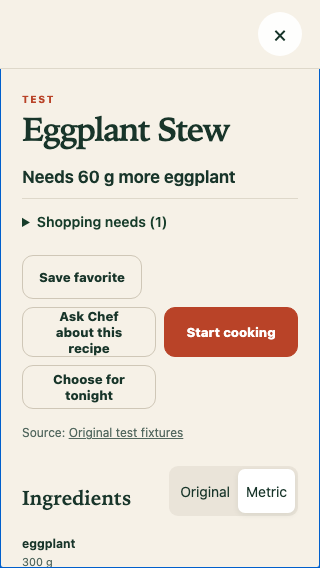 TEST
Eggplant Stew
Needs 60 g more eggplant
Shopping needs (1)
Save favorite
Ask Chef
about this
recipe
Start cooking
Choose for
tonight
Source: Original test fixtures
Ingredients
Original
Metric
eggplant
300 g